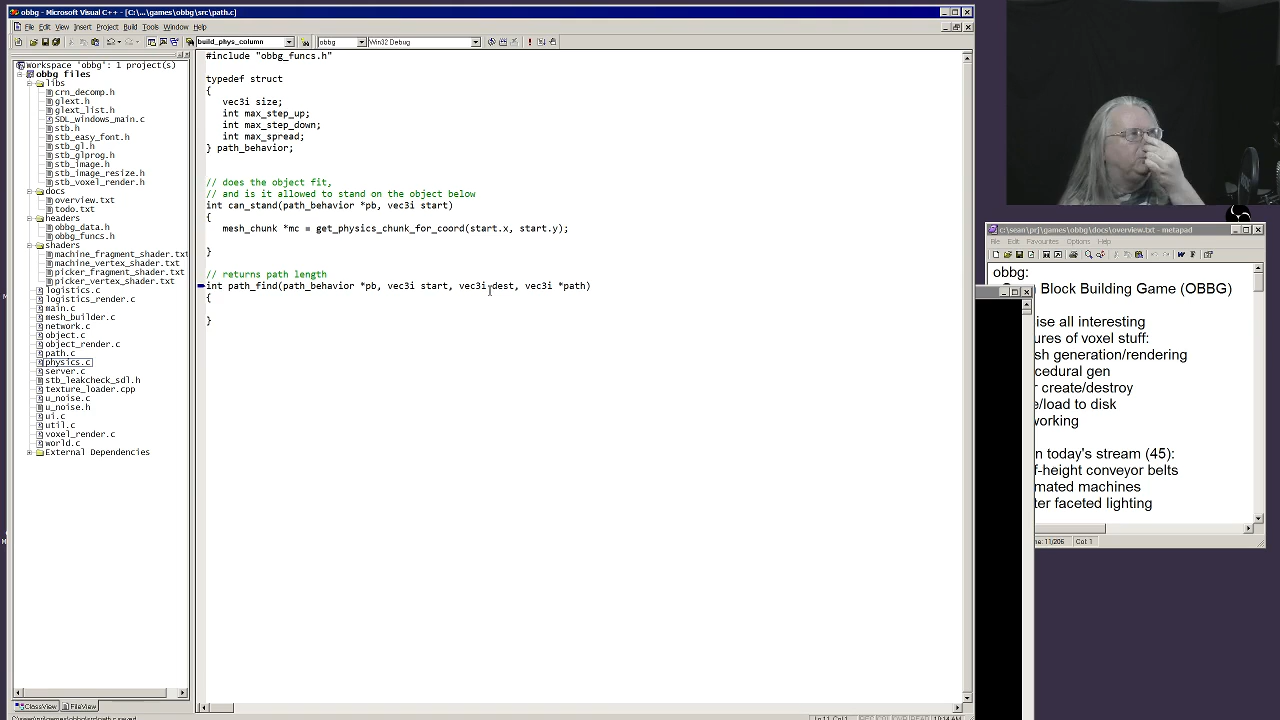 obbg - Microsoft Visual C++ - [C:\...\games\obbg\src\path.c]
File Edit View Insert Project Build Tools Window Help
build_phys_column
obbg
Win32 Debug
Workspace 'obbg': 1 project(s)
obbg files
libs
crn_decomp.h
glext.h
glext_list.h
SDL_windows_main.c
stb.h
stb_easy_font.h
stb_gl.h
stb_glprog.h
stb_image.h
stb_image_resize.h
stb_voxel_render.h
docs
overview.txt
todo.txt
headers
obbg_data.h
obbg_funcs.h
shaders
machine_fragment_shader.txt
machine_vertex_shader.txt
picker_fragment_shader.txt
picker_vertex_shader.txt
logistics.c
logistics_render.c
main.c
mesh_builder.c
network.c
object.c
object_render.c
path.c
physics.c
server.c
stb_leakcheck_sdl.h
texture_loader.cpp
u_noise.c
u_noise.h
ui.c
util.c
voxel_render.c
world.c
External Dependencies
ClassView
FileView
#include "obbg_funcs.h"
typedef struct
{
vec3i size;
int max_step_up;
int max_step_down;
int max_spread;
} path_behavior;
// does the object fit,
// and is it allowed to stand on the object below
int can_stand(path_behavior *pb, vec3i start)
{
mesh_chunk *mc = get_physics_chunk_for_coord(start.x, start.y);
}
// returns path length
int path_find(path_behavior *pb, vec3i start, vec3i dest, vec3i *path)
{
}
c:\sean\prj\games\obbg\docs\overview.txt - metapad
File Edit Favourites Options Help
obbg:
Block Building Game (OBBG)
ise all interesting
ures of voxel stuff:
sh generation/rendering
cedural gen
r create/destroy
e/load to disk
working
n today's stream (45):
f-height conveyor belts
mated machines
ter faceted lighting
ne: 11/206
Col 1